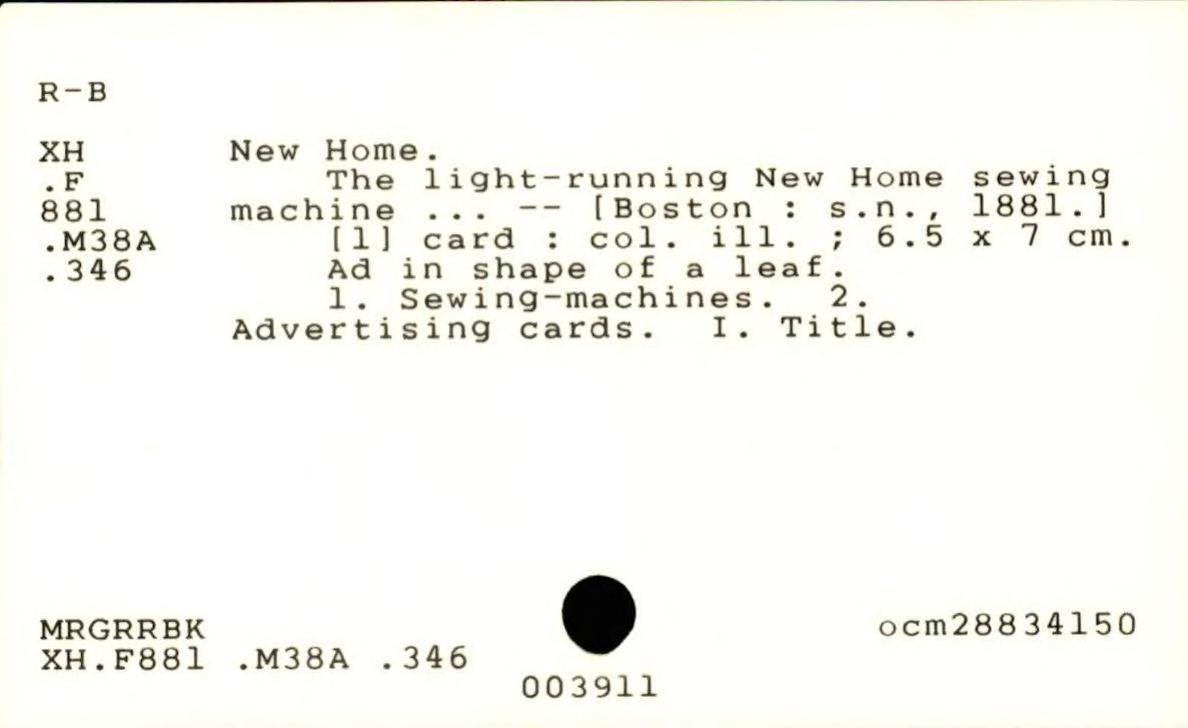 R-B
XH New Home.
.F The light-running New Home sewing
881 machine ... -- [Boston : s.n., 1881.]
.M38A [1] card : col. ill. ; 6.5 x 7 cm.
.346 Ad in shape of a leaf.
1. Sewing-machines. 2.
Advertising cards. I. Title.
MRGRRBK ocm28834150
XH.F881 .M38A .346
003911